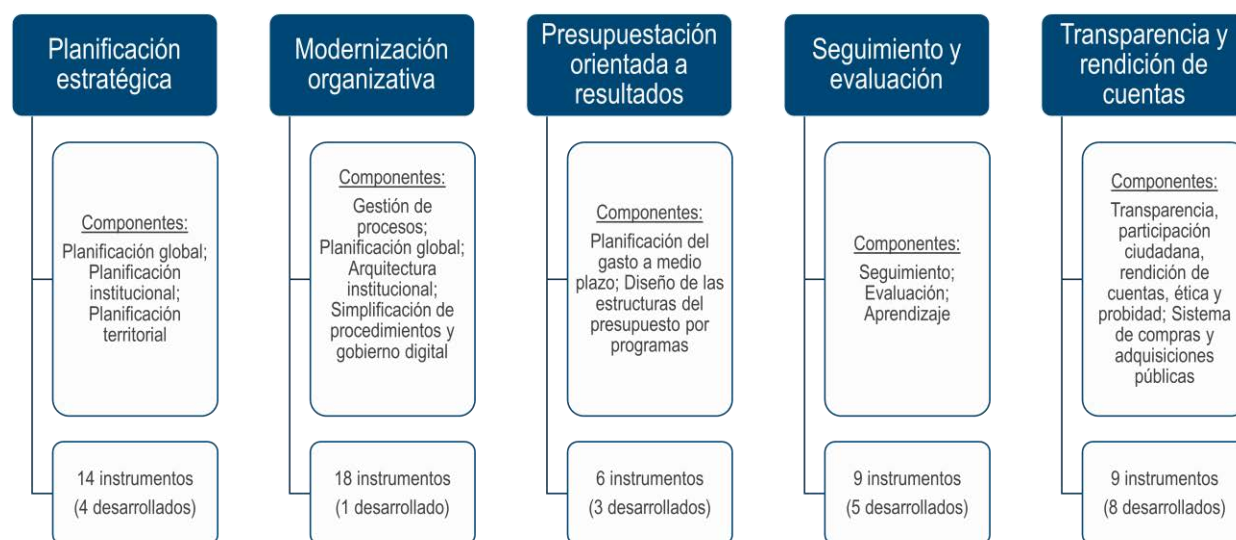 Planificación
estratégica
Componentes:
Planificación global;
Planificación
institucional;
Planificación
territorial
14 instrumentos
(4 desarrollados)
Modernización
organizativa
Componentes:
Gestión de
procesos;
Planificación global;
Arquitectura
institucional;
Simplificación de
procedimientos y
gobierno digital
18 instrumentos
(1 desarrollado)
Presupuestación
orientada a
resultados
Componentes:
Planificación del
gasto a medio
plazo; Diseño de las
estructuras del
presupuesto por
programas
6 instrumentos
(3 desarrollados)
Seguimiento y
evaluación
Componentes:
Seguimiento;
Evaluación;
Aprendizaje
9 instrumentos
(5 desarrollados)
Transparencia y
rendición de
cuentas
Componentes:
Transparencia,
participación
ciudadana,
rendición de
cuentas, ética y
probidad; Sistema
de compras y
adquisiciones
públicas
9 instrumentos
(8 desarrollados)